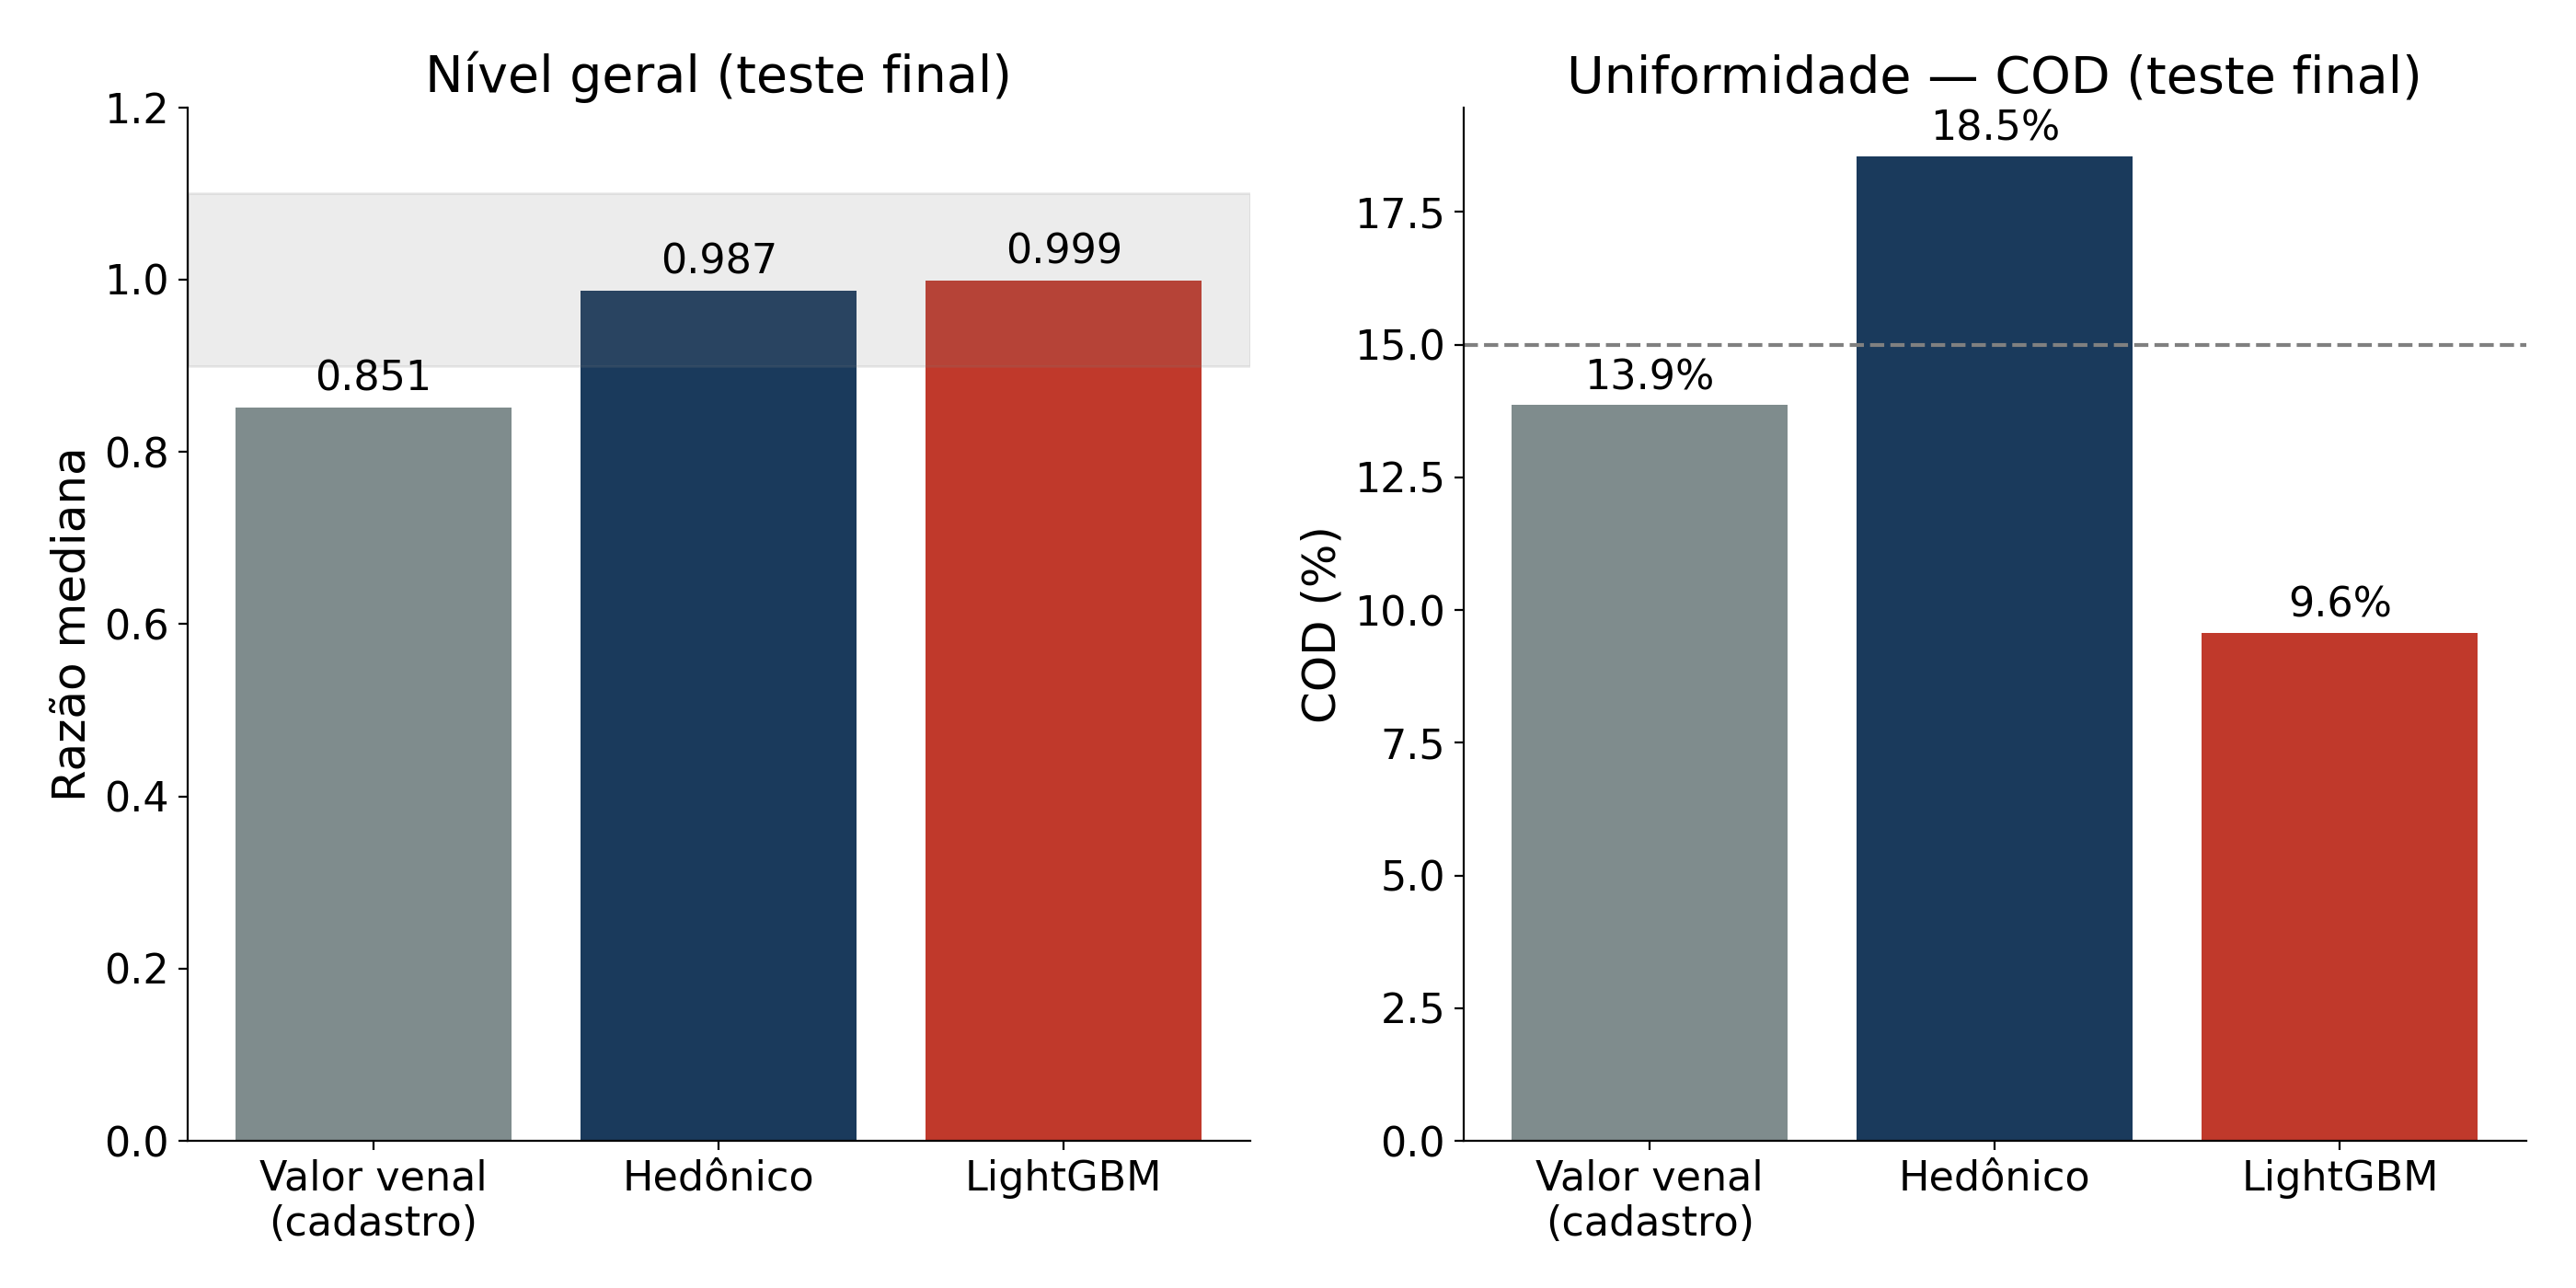 Nível geral (teste final)
1.2
1.0
0.8
0.6
0.4
0.2
0.0
Razão mediana
0.851
0.987
0.999
Valor venal
(cadastro)
Hedônico
LightGBM
Uniformidade — COD (teste final)
17.5
15.0
12.5
10.0
7.5
5.0
2.5
0.0
COD (%)
13.9%
18.5%
9.6%
Valor venal
(cadastro)
Hedônico
LightGBM